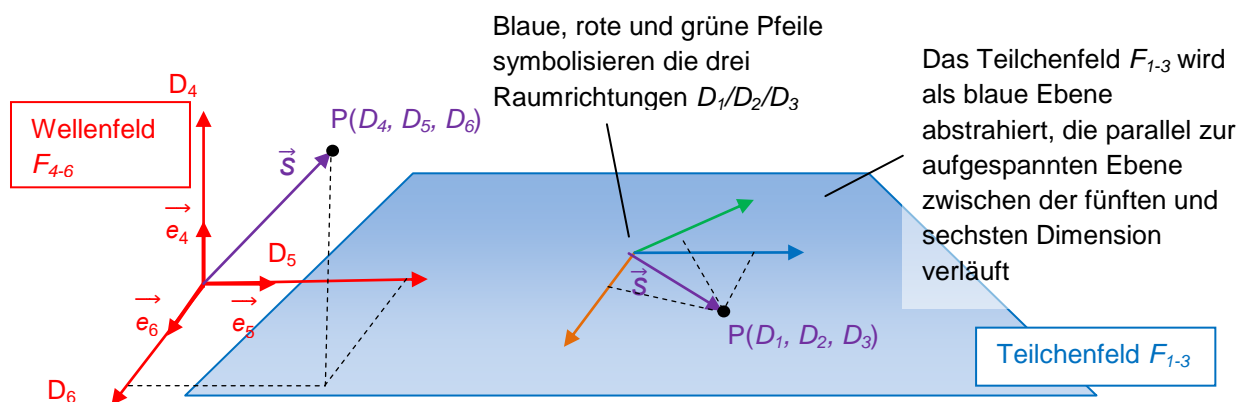 Blaue, rote und grüne Pfeile
symbolisieren die drei
Raumrichtungen D₁/D₂/D₃
Das Teilchenfeld F₁₋₃ wird
als blaue Ebene
abstrahiert, die parallel zur
aufgespannten Ebene
zwischen der fünften und
sechsten Dimension
verläuft
D₄
Wellenfeld
F₄₋₆
P(D₄, D₅, D₆)
s⃗
e₄⃗
D₅
e₆⃗
e₅⃗
D₆
s⃗
P(D₁, D₂, D₃)
Teilchenfeld F₁₋₃